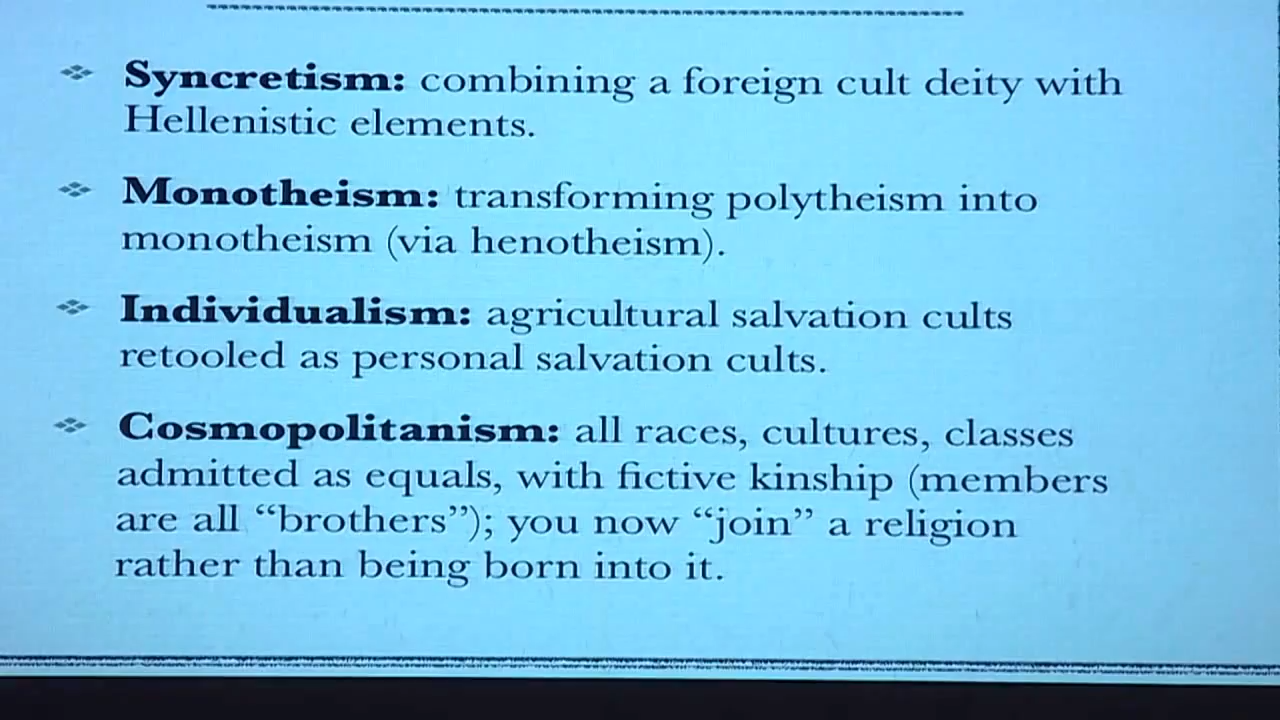 Syncretism: combining a foreign cult deity with
Hellenistic elements.
Monotheism: transforming polytheism into
monotheism (via henotheism).
Individualism: agricultural salvation cults
retooled as personal salvation cults.
Cosmopolitanism: all races, cultures, classes
admitted as equals, with fictive kinship (members
are all “brothers”); you now “join” a religion
rather than being born into it.